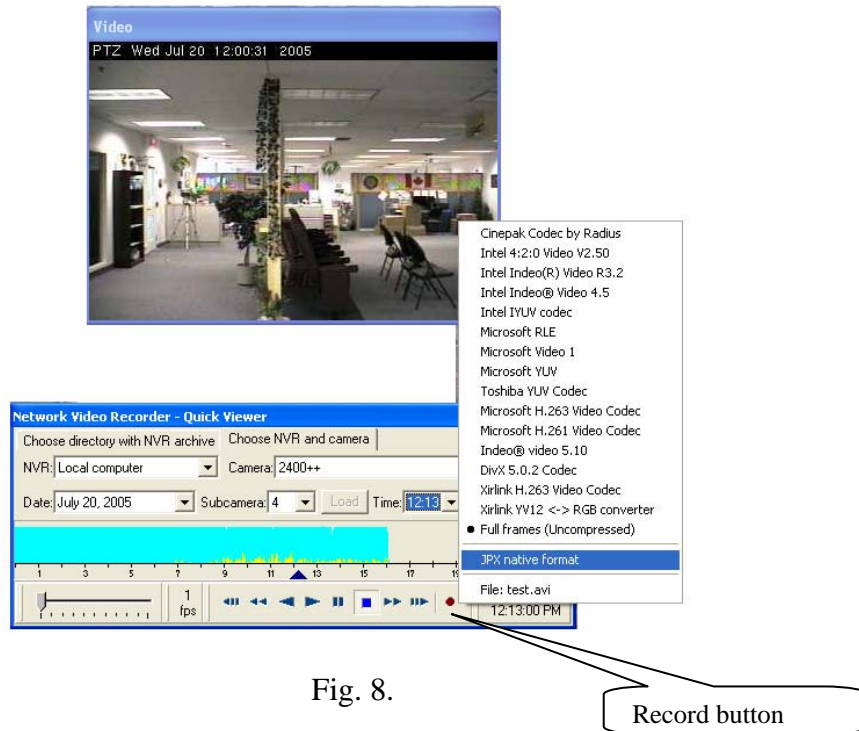 Video
PTZ Wed Jul 20 12:00:31 2005
Cinepak Codec by Radius
Intel 4:2:0 Video V2.50
Intel Indeo(R) Video R3.2
Intel Indeo® Video 4.5
Intel IYUV codec
Microsoft RLE
Microsoft Video 1
Microsoft YUV
Toshiba YUV Codec
Microsoft H.263 Video Codec
Microsoft H.261 Video Codec
Indeo® video 5.10
DivX 5.0.2 Codec
Xirlink H.263 Video Codec
Xirlink YV12 <-> RGB converter
Full frames (Uncompressed)
JPX native format
File: test.avi
Network Video Recorder - Quick Viewer
Choose directory with NVR archive Choose NVR and camera
NVR: Local computer Camera: 2400++
Date: July 20, 2005 Subcamera: 4 Load Time: 12:13
1 3 5 7 9 11 13 15 17 19
1 fps
12:13:00 PM
Fig. 8.
Record button